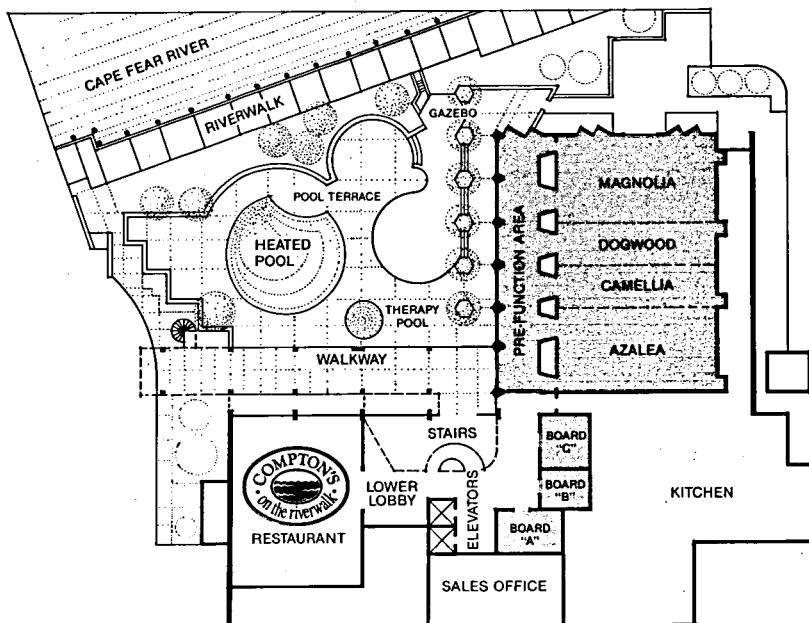 CAPE FEAR RIVER
RIVERWALK
GAZEBO
POOL TERRACE
HEATED
POOL
THERAPY
POOL
WALKWAY
PRE-FUNCTION AREA
MAGNOLIA
DOGWOOD
CAMELLIA
AZALEA
STAIRS
BOARD
"C"
COMPTON'S
on the riverwalk
RESTAURANT
LOWER
LOBBY
ELEVATORS
BOARD
"B"
KITCHEN
BOARD
"A"
SALES OFFICE